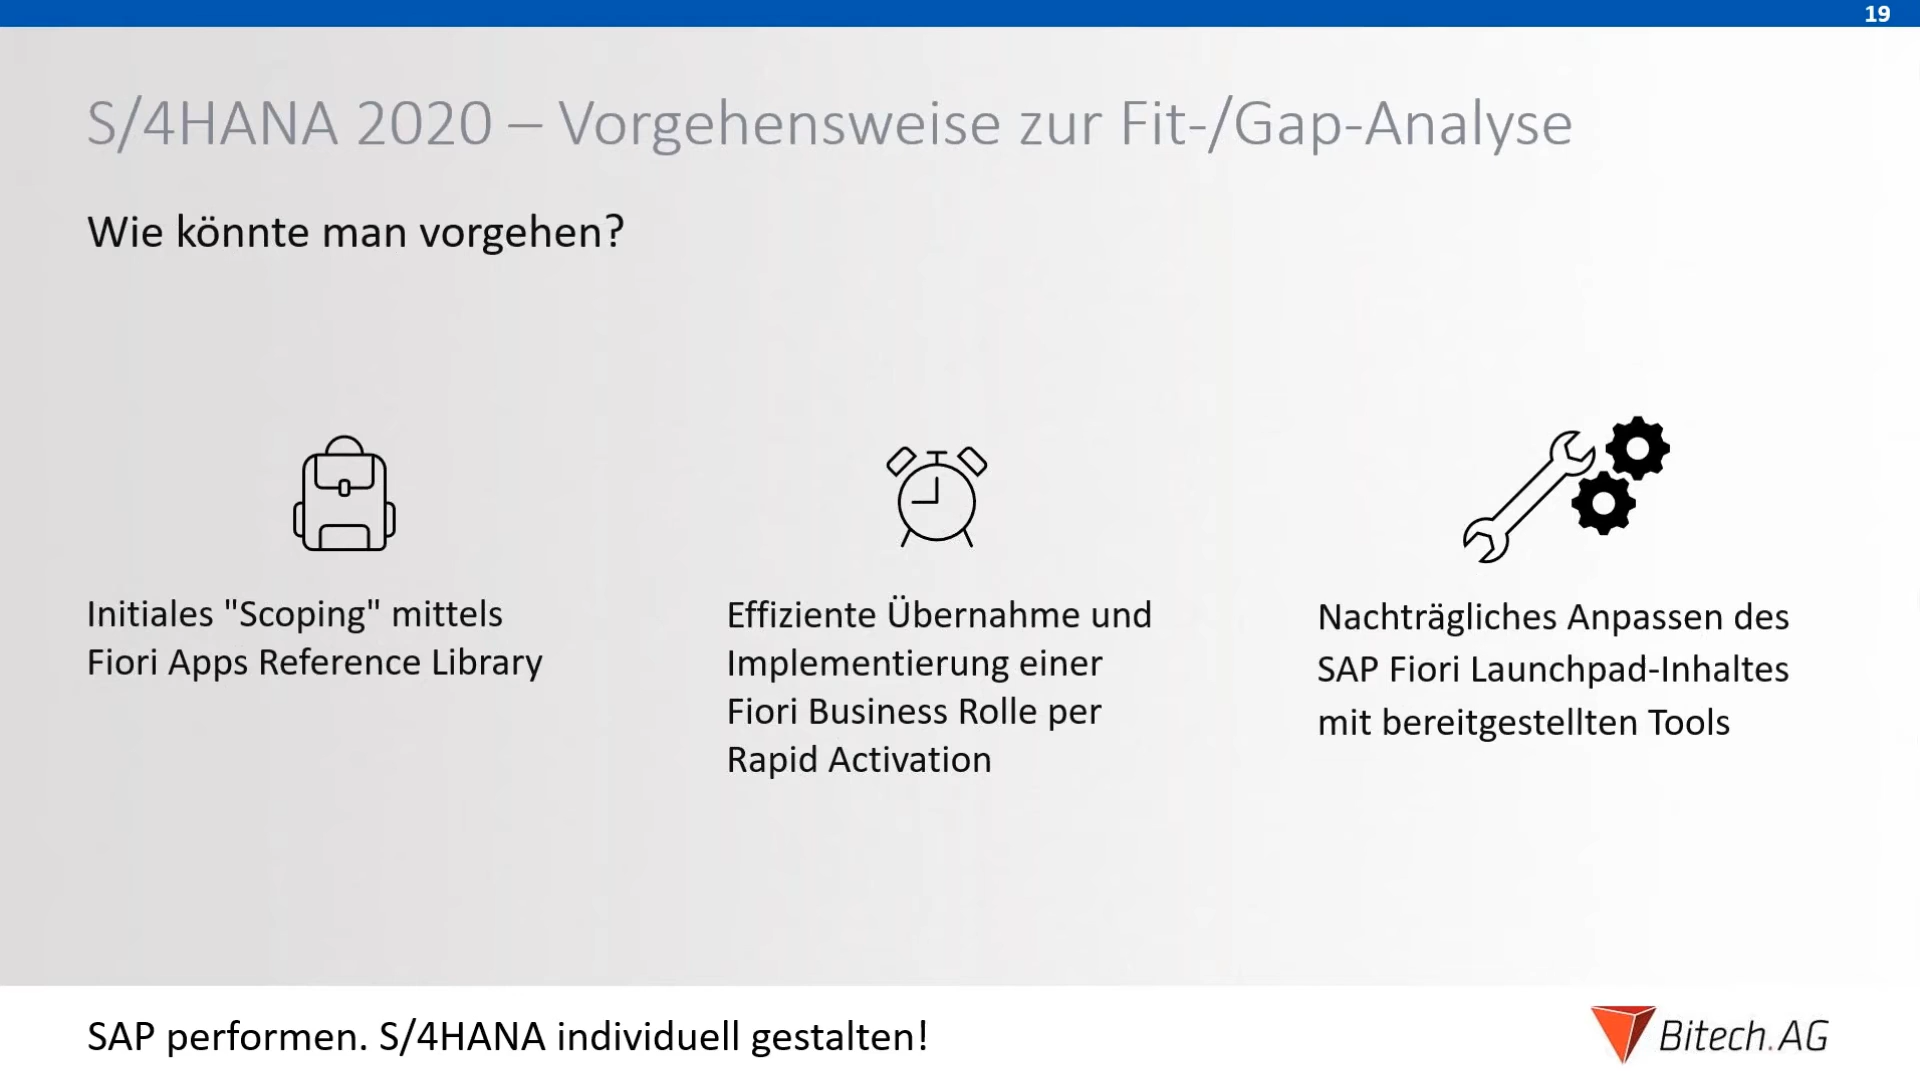 19
S/4HANA 2020 – Vorgehensweise zur Fit-/Gap-Analyse
Wie könnte man vorgehen?
Initiales "Scoping" mittels
Fiori Apps Reference Library
Effiziente Übernahme und
Implementierung einer
Fiori Business Rolle per
Rapid Activation
Nachträgliches Anpassen des
SAP Fiori Launchpad-Inhaltes
mit bereitgestellten Tools
SAP performen. S/4HANA individuell gestalten!
Bitech.AG